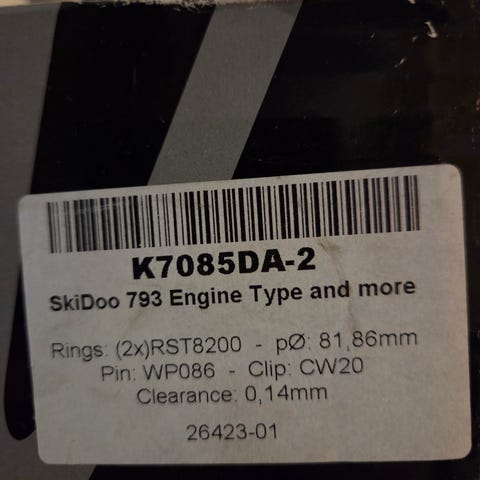 K7085DA-2
SkiDoo 793 Engine Type and more
Rings: (2x)RST8200 - pØ: 81,86mm
Pin: WP086 - Clip: CW20
Clearance: 0,14mm
26423-01